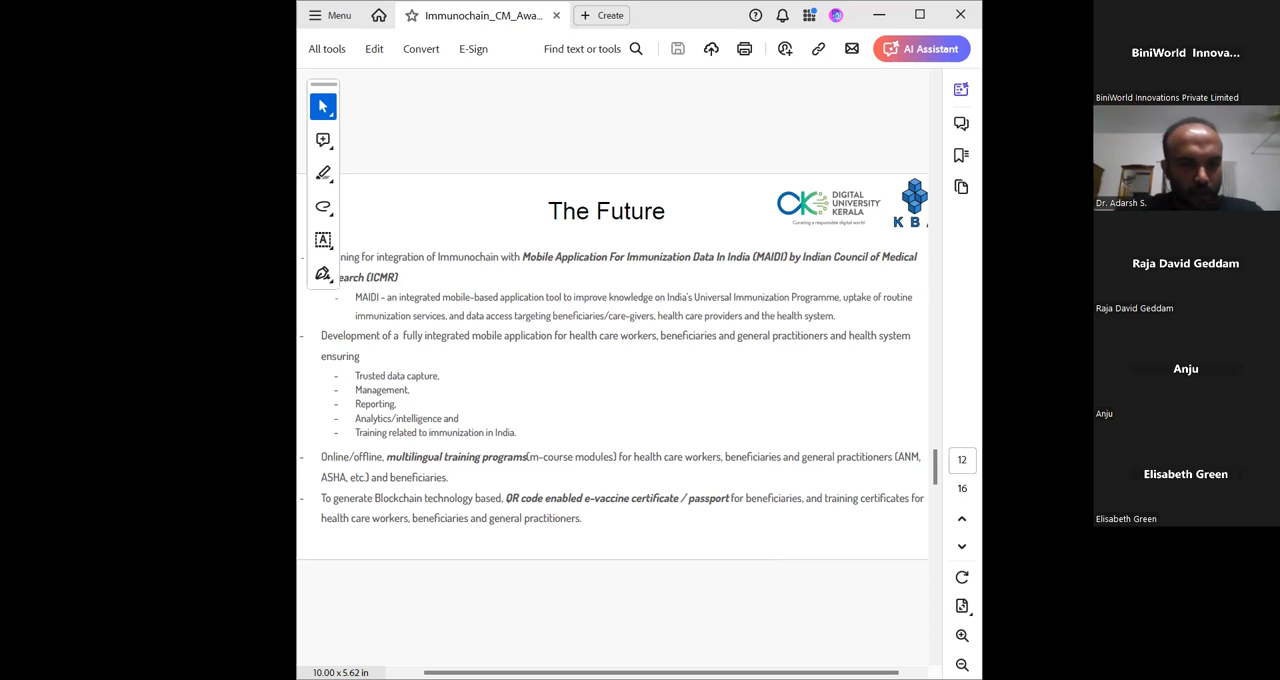 Menu
Immunochain_CM_Awa...
Create
All tools
Edit
Convert
E-Sign
Find text or tools
AI Assistant
The Future
DIGITAL
UNIVERSITY
KERALA
Curating a responsible digital world
K B A
ning for integration of Immunochain with Mobile Application For Immunization Data In India (MAIDI) by Indian Council of Medical
earch (ICMR)
- MAIDI - an integrated mobile-based application tool to improve knowledge on India's Universal Immunization Programme, uptake of routine
immunization services, and data access targeting beneficiaries/care-givers, health care providers and the health system.
- Development of a fully integrated mobile application for health care workers, beneficiaries and general practitioners and health system
ensuring
- Trusted data capture,
- Management,
- Reporting,
- Analytics/intelligence and
- Training related to immunization in India.
- Online/offline, multilingual training programs(m-course modules) for health care workers, beneficiaries and general practitioners (ANM,
ASHA, etc.) and beneficiaries.
- To generate Blockchain technology based, QR code enabled e-vaccine certificate / passport for beneficiaries, and training certificates for
health care workers, beneficiaries and general practitioners.
12
16
10.00 x 5.62 in
BiniWorld Innova...
BiniWorld Innovations Private Limited
Dr. Adarsh S.
Raja David Geddam
Raja David Geddam
Anju
Anju
Elisabeth Green
Elisabeth Green